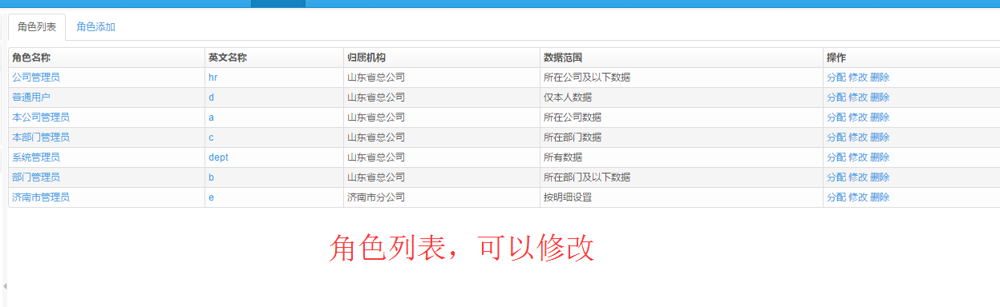 角色列表 角色添加
角色名称 英文名称 归属机构 数据范围 操作
公司管理员 hr 山东省总公司 所在公司及以下数据 分配 修改 删除
普通用户 d 山东省总公司 仅本人数据 分配 修改 删除
本公司管理员 a 山东省总公司 所在公司数据 分配 修改 删除
本部门管理员 c 山东省总公司 所在部门数据 分配 修改 删除
系统管理员 dept 山东省总公司 所有数据 分配 修改 删除
部门管理员 b 山东省总公司 所在部门及以下数据 分配 修改 删除
济南市管理员 e 济南市分公司 按明细设置 分配 修改 删除
角色列表，可以修改